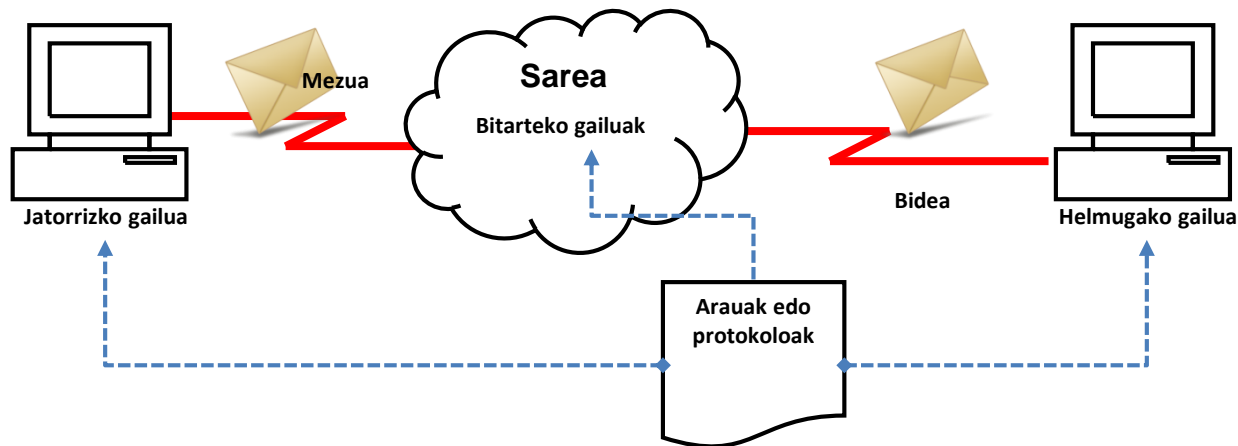 Mezua
Sarea
Bitarteko gailuak
Jatorrizko gailua
Bidea
Helmugako gailua
Arauak edo
protokoloak